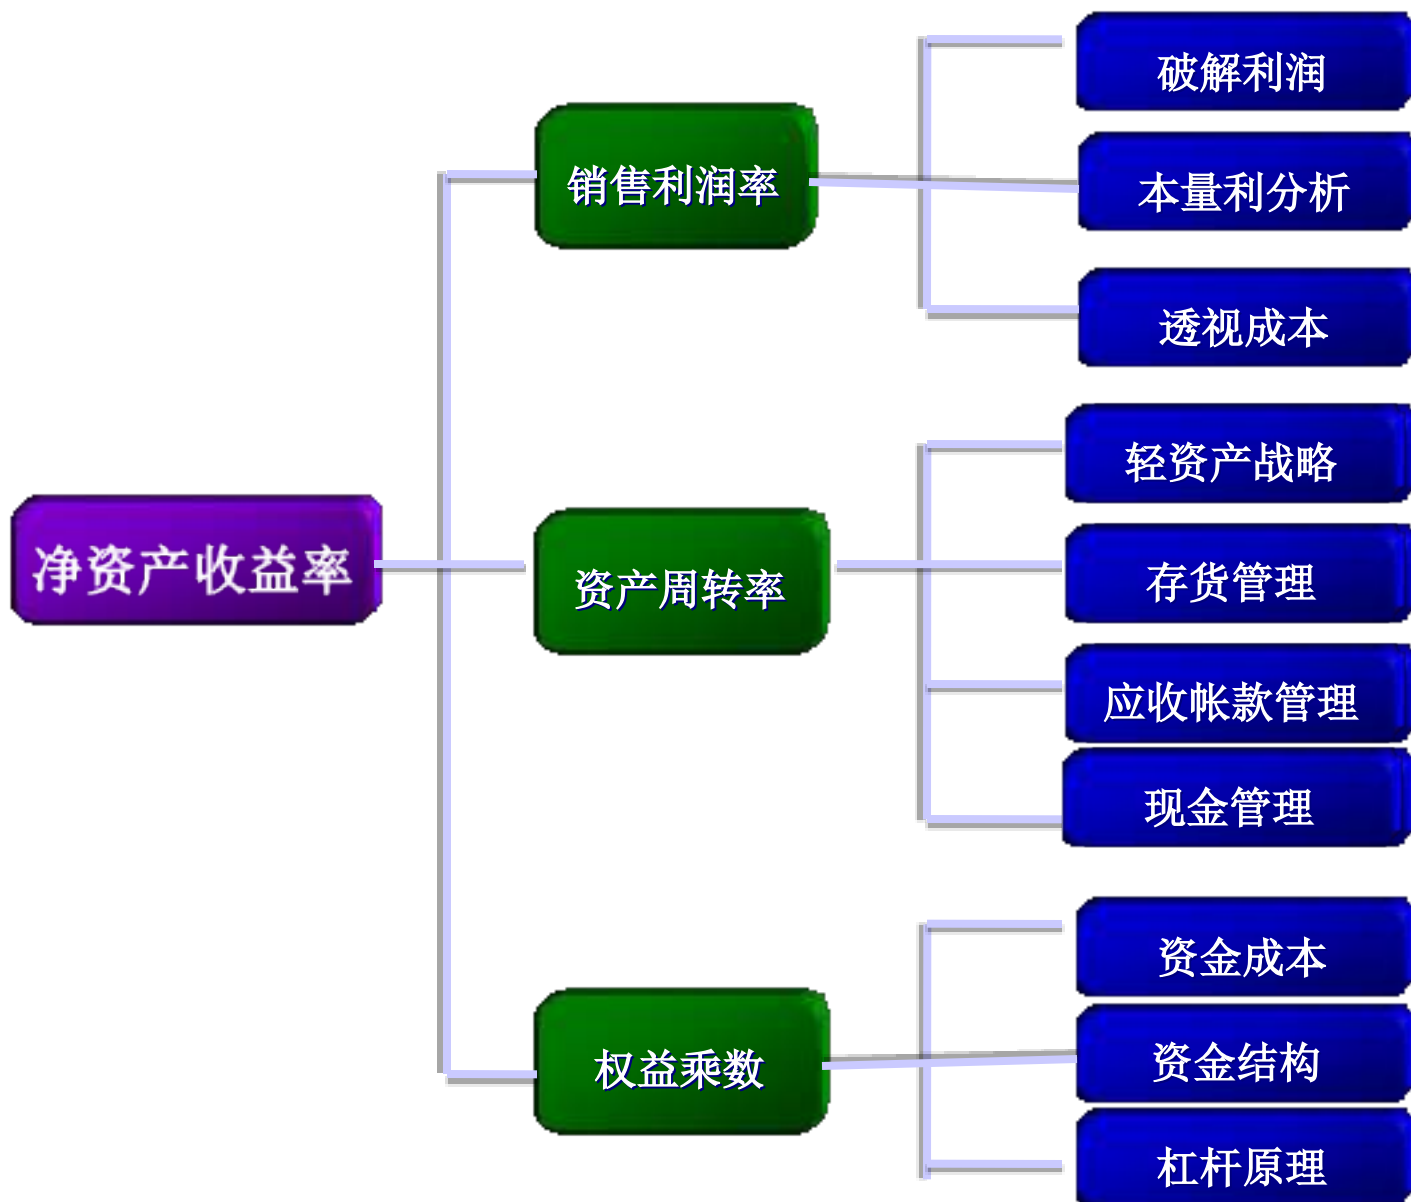 净资产收益率
销售利润率
破解利润
本量利分析
透视成本
资产周转率
轻资产战略
存货管理
应收帐款管理
现金管理
权益乘数
资金成本
资金结构
杠杆原理